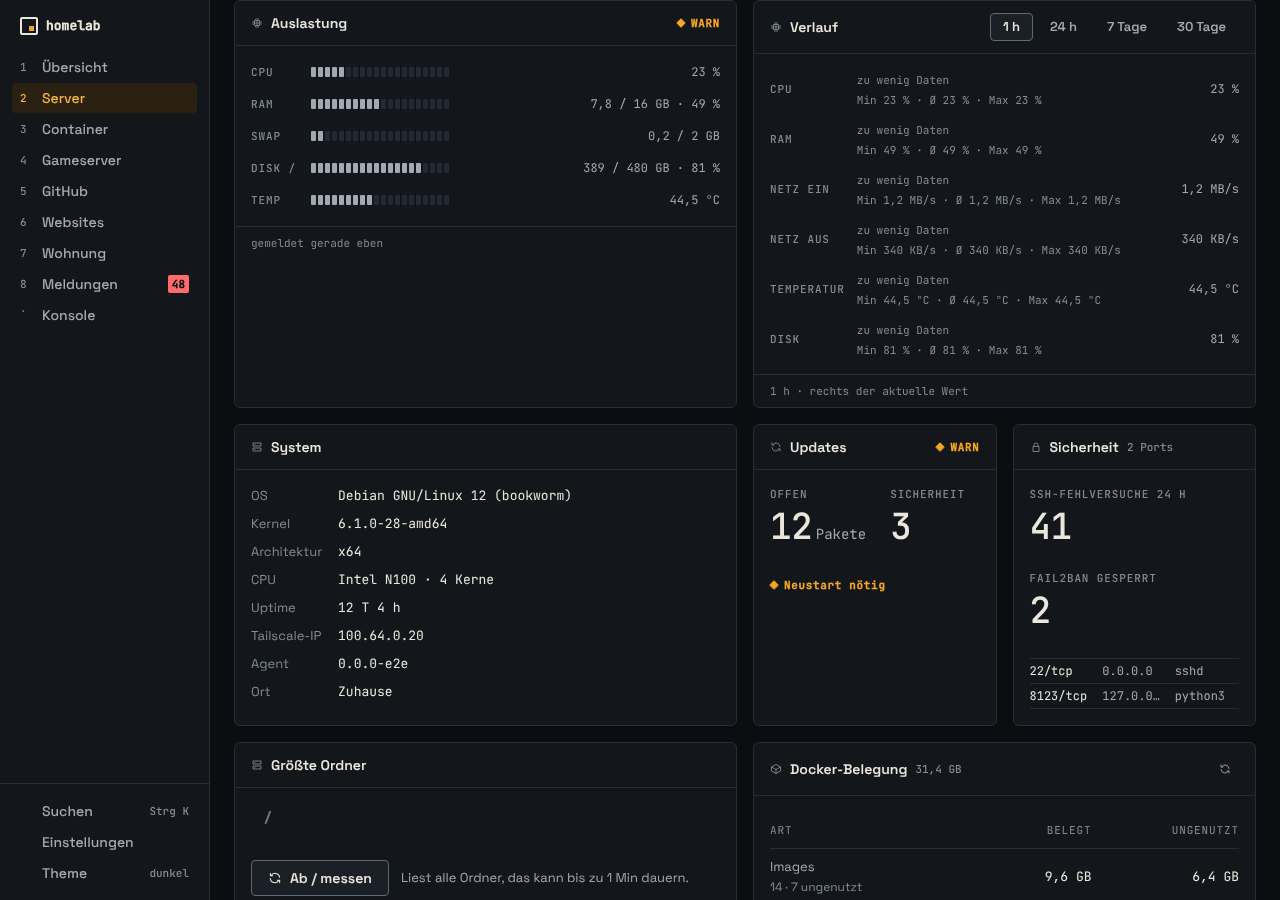 homelab
1 Übersicht
2 Server
3 Container
4 Gameserver
5 GitHub
6 Websites
7 Wohnung
8 Meldungen 48
` Konsole
Suchen Strg K
Einstellungen
Theme dunkel
Auslastung WARN
CPU 23 %
RAM 7,8 / 16 GB · 49 %
SWAP 0,2 / 2 GB
DISK / 389 / 480 GB · 81 %
TEMP 44,5 °C
gemeldet gerade eben
Verlauf 1 h 24 h 7 Tage 30 Tage
CPU zu wenig Daten 23 %
Min 23 % · Ø 23 % · Max 23 %
RAM zu wenig Daten 49 %
Min 49 % · Ø 49 % · Max 49 %
NETZ EIN zu wenig Daten 1,2 MB/s
Min 1,2 MB/s · Ø 1,2 MB/s · Max 1,2 MB/s
NETZ AUS zu wenig Daten 340 KB/s
Min 340 KB/s · Ø 340 KB/s · Max 340 KB/s
TEMPERATUR zu wenig Daten 44,5 °C
Min 44,5 °C · Ø 44,5 °C · Max 44,5 °C
DISK zu wenig Daten 81 %
Min 81 % · Ø 81 % · Max 81 %
1 h · rechts der aktuelle Wert
System
OS Debian GNU/Linux 12 (bookworm)
Kernel 6.1.0-28-amd64
Architektur x64
CPU Intel N100 · 4 Kerne
Uptime 12 T 4 h
Tailscale-IP 100.64.0.20
Agent 0.0.0-e2e
Ort Zuhause
Updates WARN
OFFEN SICHERHEIT
12 Pakete 3
Neustart nötig
Sicherheit 2 Ports
SSH-FEHLVERSUCHE 24 H
41
FAIL2BAN GESPERRT
2
22/tcp 0.0.0.0 sshd
8123/tcp 127.0.0… python3
Größte Ordner
/
Ab / messen Liest alle Ordner, das kann bis zu 1 Min dauern.
Docker-Belegung 31,4 GB
ART BELEGT UNGENUTZT
Images 9,6 GB 6,4 GB
14 · 7 ungenutzt